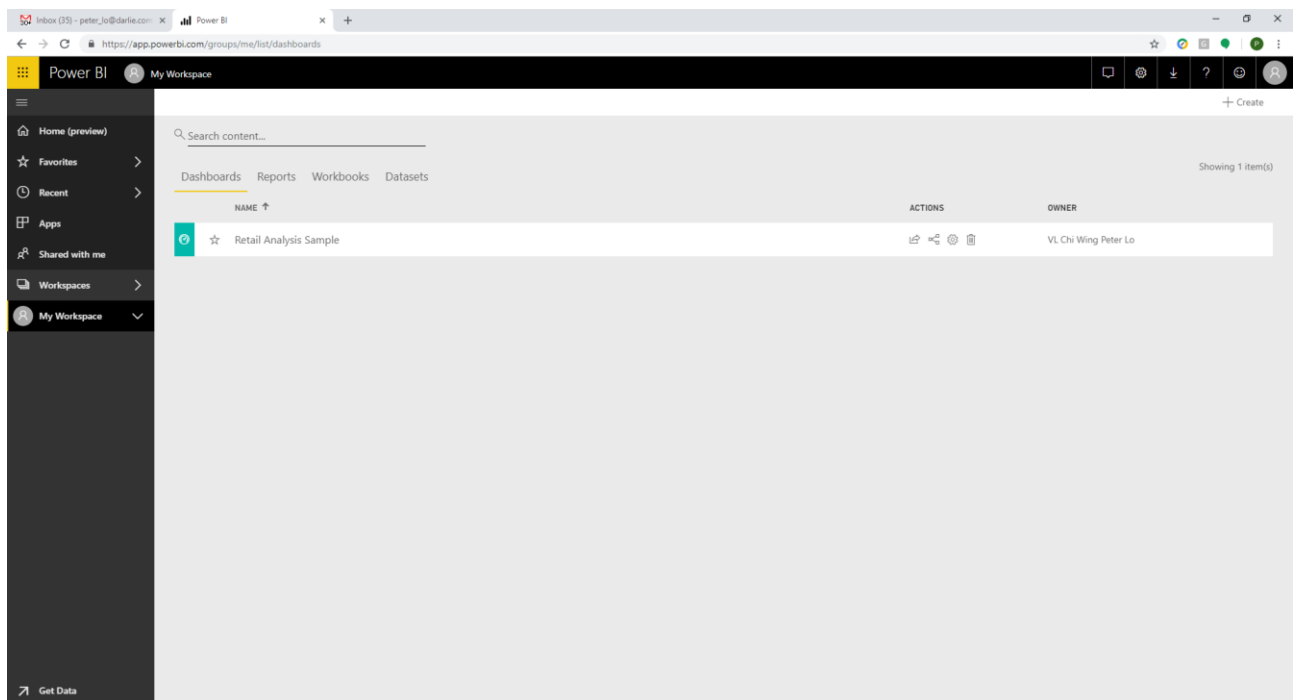 Inbox (35) - peter_lo@darlie.com
Power BI
https://app.powerbi.com/groups/me/list/dashboards
Power BI My Workspace
Create
Home (preview)
Search content...
Favorites
Showing 1 item(s)
Dashboards Reports Workbooks Datasets
Recent
NAME ACTIONS OWNER
Apps
Retail Analysis Sample VL Chi Wing Peter Lo
Shared with me
Workspaces
My Workspace
Get Data